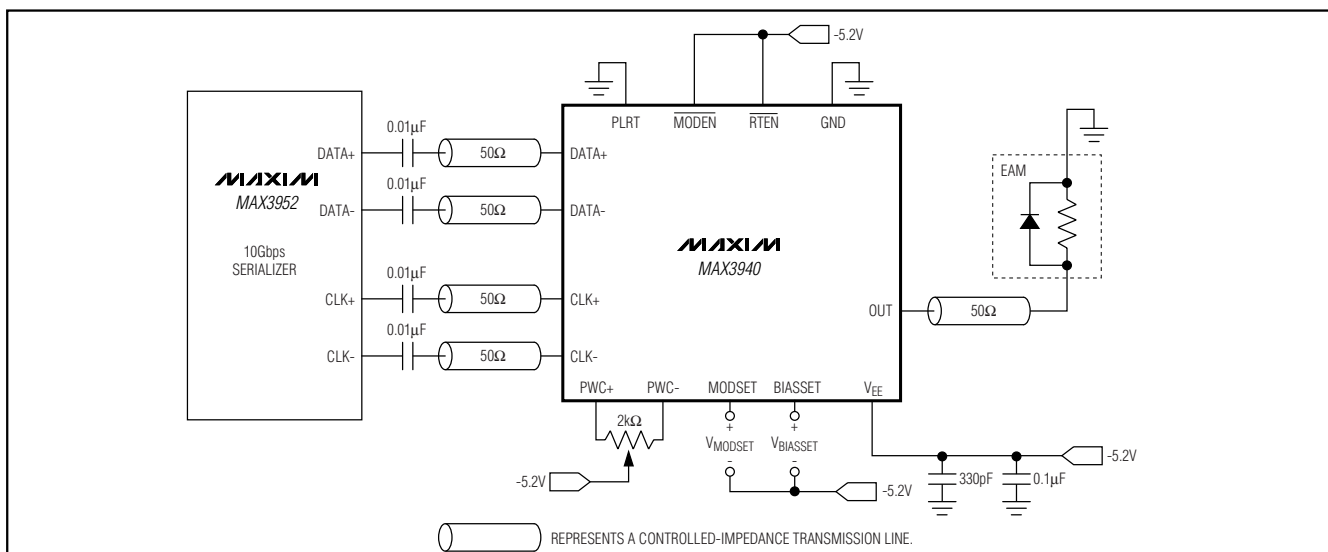 -5.2V
PLRT
MODEN
RTEN
GND
0.01µF
DATA+
50Ω
DATA+
MAXIM
MAX3952
0.01µF
DATA-
50Ω
DATA-
10Gbps
SERIALIZER
0.01µF
CLK+
50Ω
CLK+
0.01µF
CLK-
50Ω
CLK-
MAXIM
MAX3940
EAM
OUT
50Ω
PWC+
PWC-
MODSET
BIASSET
VEE
2kΩ
+
VMODSET
-
+
VBIASSET
-
-5.2V
-5.2V
330pF
0.1µF
-5.2V
REPRESENTS A CONTROLLED-IMPEDANCE TRANSMISSION LINE.